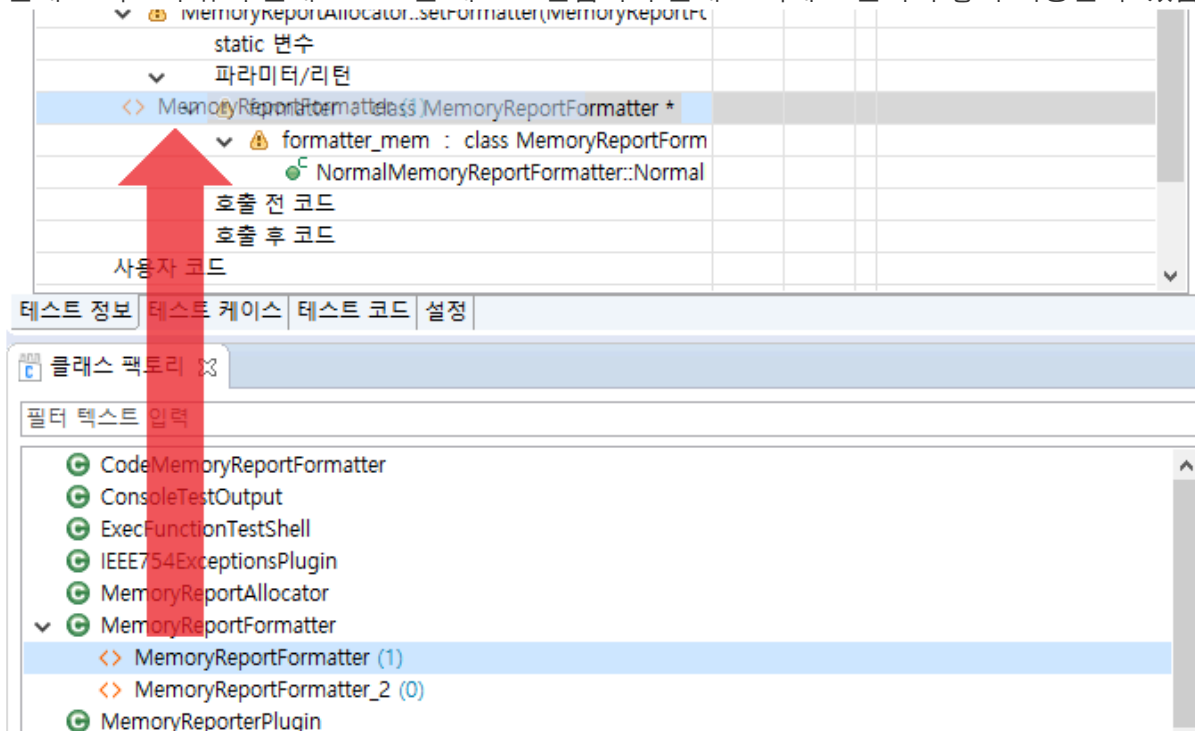 MemoryReportAllocator::setFormatter(MemoryReportFo
static 변수
파라미터/리턴
MemoryReportFormatter (1) formatter : class MemoryReportFormatter *
formatter_mem : class MemoryReportForm
NormalMemoryReportFormatter::Normal
호출 전 코드
호출 후 코드
사용자 코드
테스트 정보 테스트 케이스 테스트 코드 설정
클래스 팩토리
필터 텍스트 입력
CodeMemoryReportFormatter
ConsoleTestOutput
ExecFunctionTestShell
IEEE754ExceptionsPlugin
MemoryReportAllocator
MemoryReportFormatter
MemoryReportFormatter (1)
MemoryReportFormatter_2 (0)
MemoryReporterPlugin